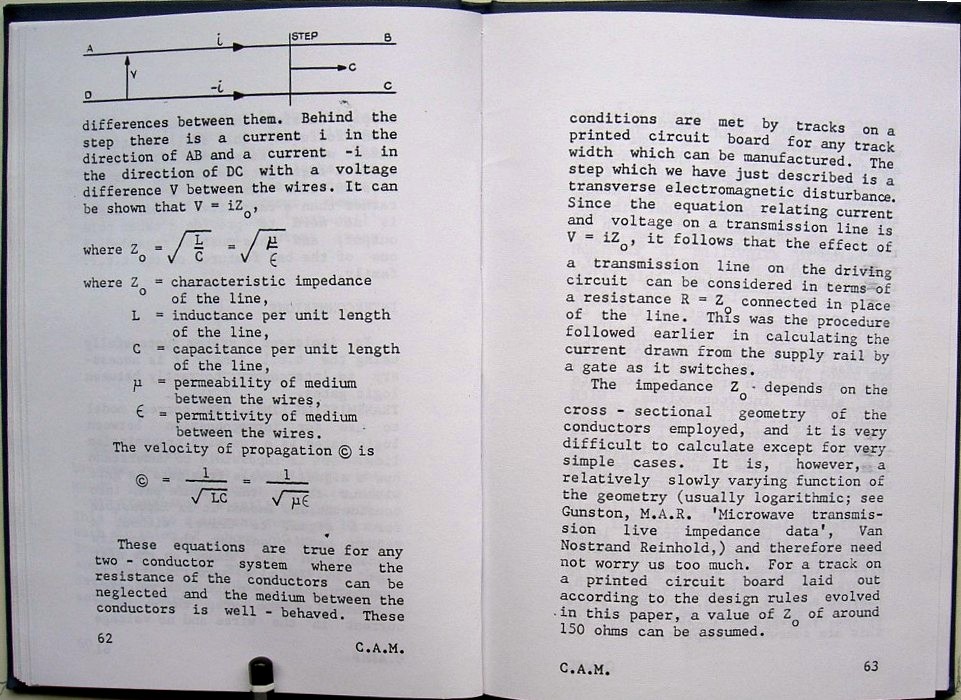 A i STEP B
V C
D -i C
differences between them. Behind the
step there is a current i in the
direction of AB and a current -i in
the direction of DC with a voltage
difference V between the wires. It can
be shown that V = iZo,
where Zo = √(L/C) = √(μ/ϵ)
where Zo = characteristic impedance
of the line,
L = inductance per unit length
of the line,
C = capacitance per unit length
of the line,
μ = permeability of medium
between the wires,
ϵ = permittivity of medium
between the wires.
The velocity of propagation © is
© = 1/√LC = 1/√μϵ
These equations are true for any
two - conductor system where the
resistance of the conductors can be
neglected and the medium between the
conductors is well - behaved. These
62
C.A.M.
conditions are met by tracks on a
printed circuit board for any track
width which can be manufactured. The
step which we have just described is a
transverse electromagnetic disturbance.
Since the equation relating current
and voltage on a transmission line is
V = iZo, it follows that the effect of
a transmission line on the driving
circuit can be considered in terms of
a resistance R = Zo connected in place
of the line. This was the procedure
followed earlier in calculating the
current drawn from the supply rail by
a gate as it switches.
The impedance Zo depends on the
cross - sectional geometry of the
conductors employed, and it is very
difficult to calculate except for very
simple cases. It is, however, a
relatively slowly varying function of
the geometry (usually logarithmic; see
Gunston, M.A.R. 'Microwave transmis-
sion live impedance data', Van
Nostrand Reinhold,) and therefore need
not worry us too much. For a track on
a printed circuit board laid out
according to the design rules evolved
in this paper, a value of Zo of around
150 ohms can be assumed.
C.A.M.
63